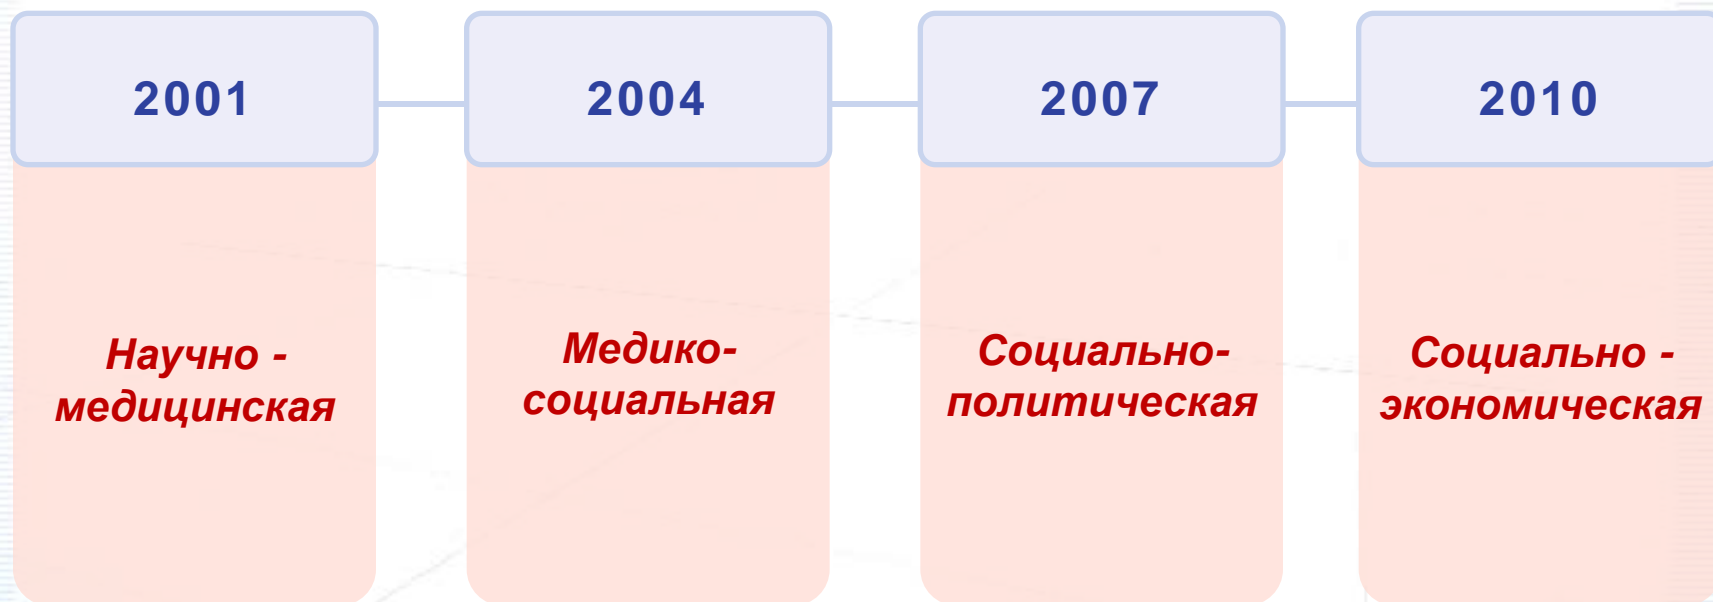 2001
2004
2007
2010
Научно -
медицинская
Медико-
социальная
Социально-
политическая
Социально -
экономическая